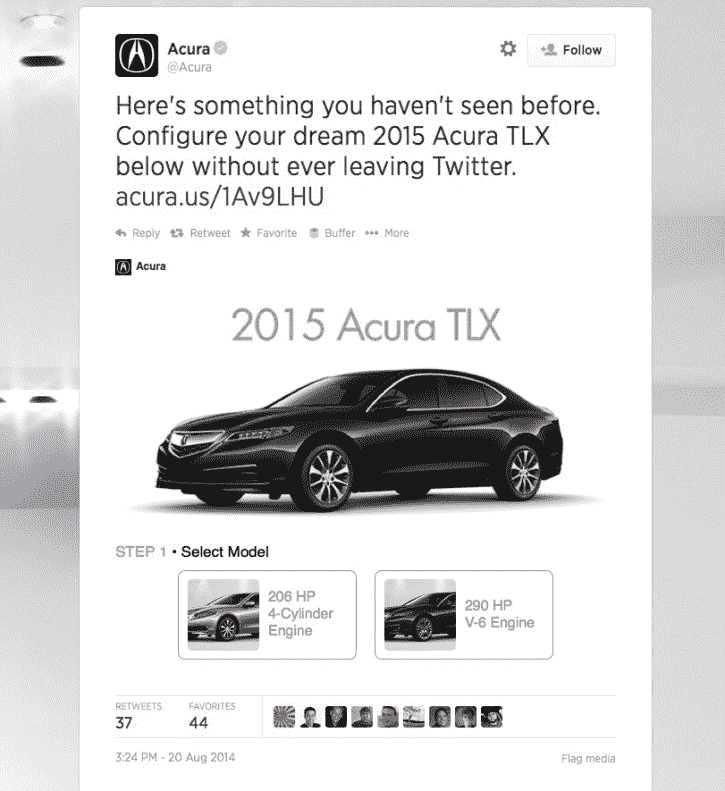 Acura
@Acura
Follow
Here's something you haven't seen before.
Configure your dream 2015 Acura TLX
below without ever leaving Twitter.
acura.us/1Av9LHU
Reply Retweet Favorite Buffer More
Acura
2015 Acura TLX
STEP 1 • Select Model
206 HP
4-Cylinder
Engine
290 HP
V-6 Engine
RETWEETS
37
FAVORITES
44
3:24 PM - 20 Aug 2014
Flag media